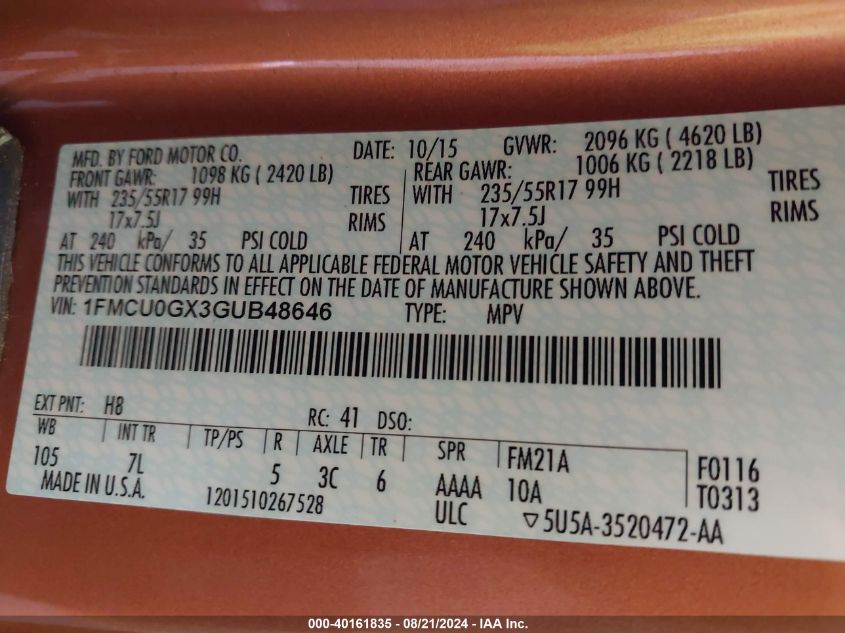 MFD. BY FORD MOTOR CO. DATE: 10/15 GVWR: 2096 KG ( 4620 LB)
FRONT GAWR: 1098 KG ( 2420 LB) REAR GAWR: 1006 KG ( 2218 LB)
WITH 235/55R17 99H TIRES WITH 235/55R17 99H TIRES
17x7.5J RIMS 17x7.5J RIMS
AT 240 kPa/ 35 PSI COLD AT 240 kPa/ 35 PSI COLD
THIS VEHICLE CONFORMS TO ALL APPLICABLE FEDERAL MOTOR VEHICLE SAFETY AND THEFT
PREVENTION STANDARDS IN EFFECT ON THE DATE OF MANUFACTURE SHOWN ABOVE.
VIN: 1FMCU0GX3GUB48646 TYPE: MPV
EXT PNT: H8 RC: 41 DSO:
WB INT TR TP/PS R AXLE TR SPR FM21A F0116
105 7L 5 3C 6 AAAA 10A T0313
MADE IN U.S.A. 1201510267528 ULC ▽5U5A-3520472-AA
000-40161835 - 08/21/2024 - IAA Inc.